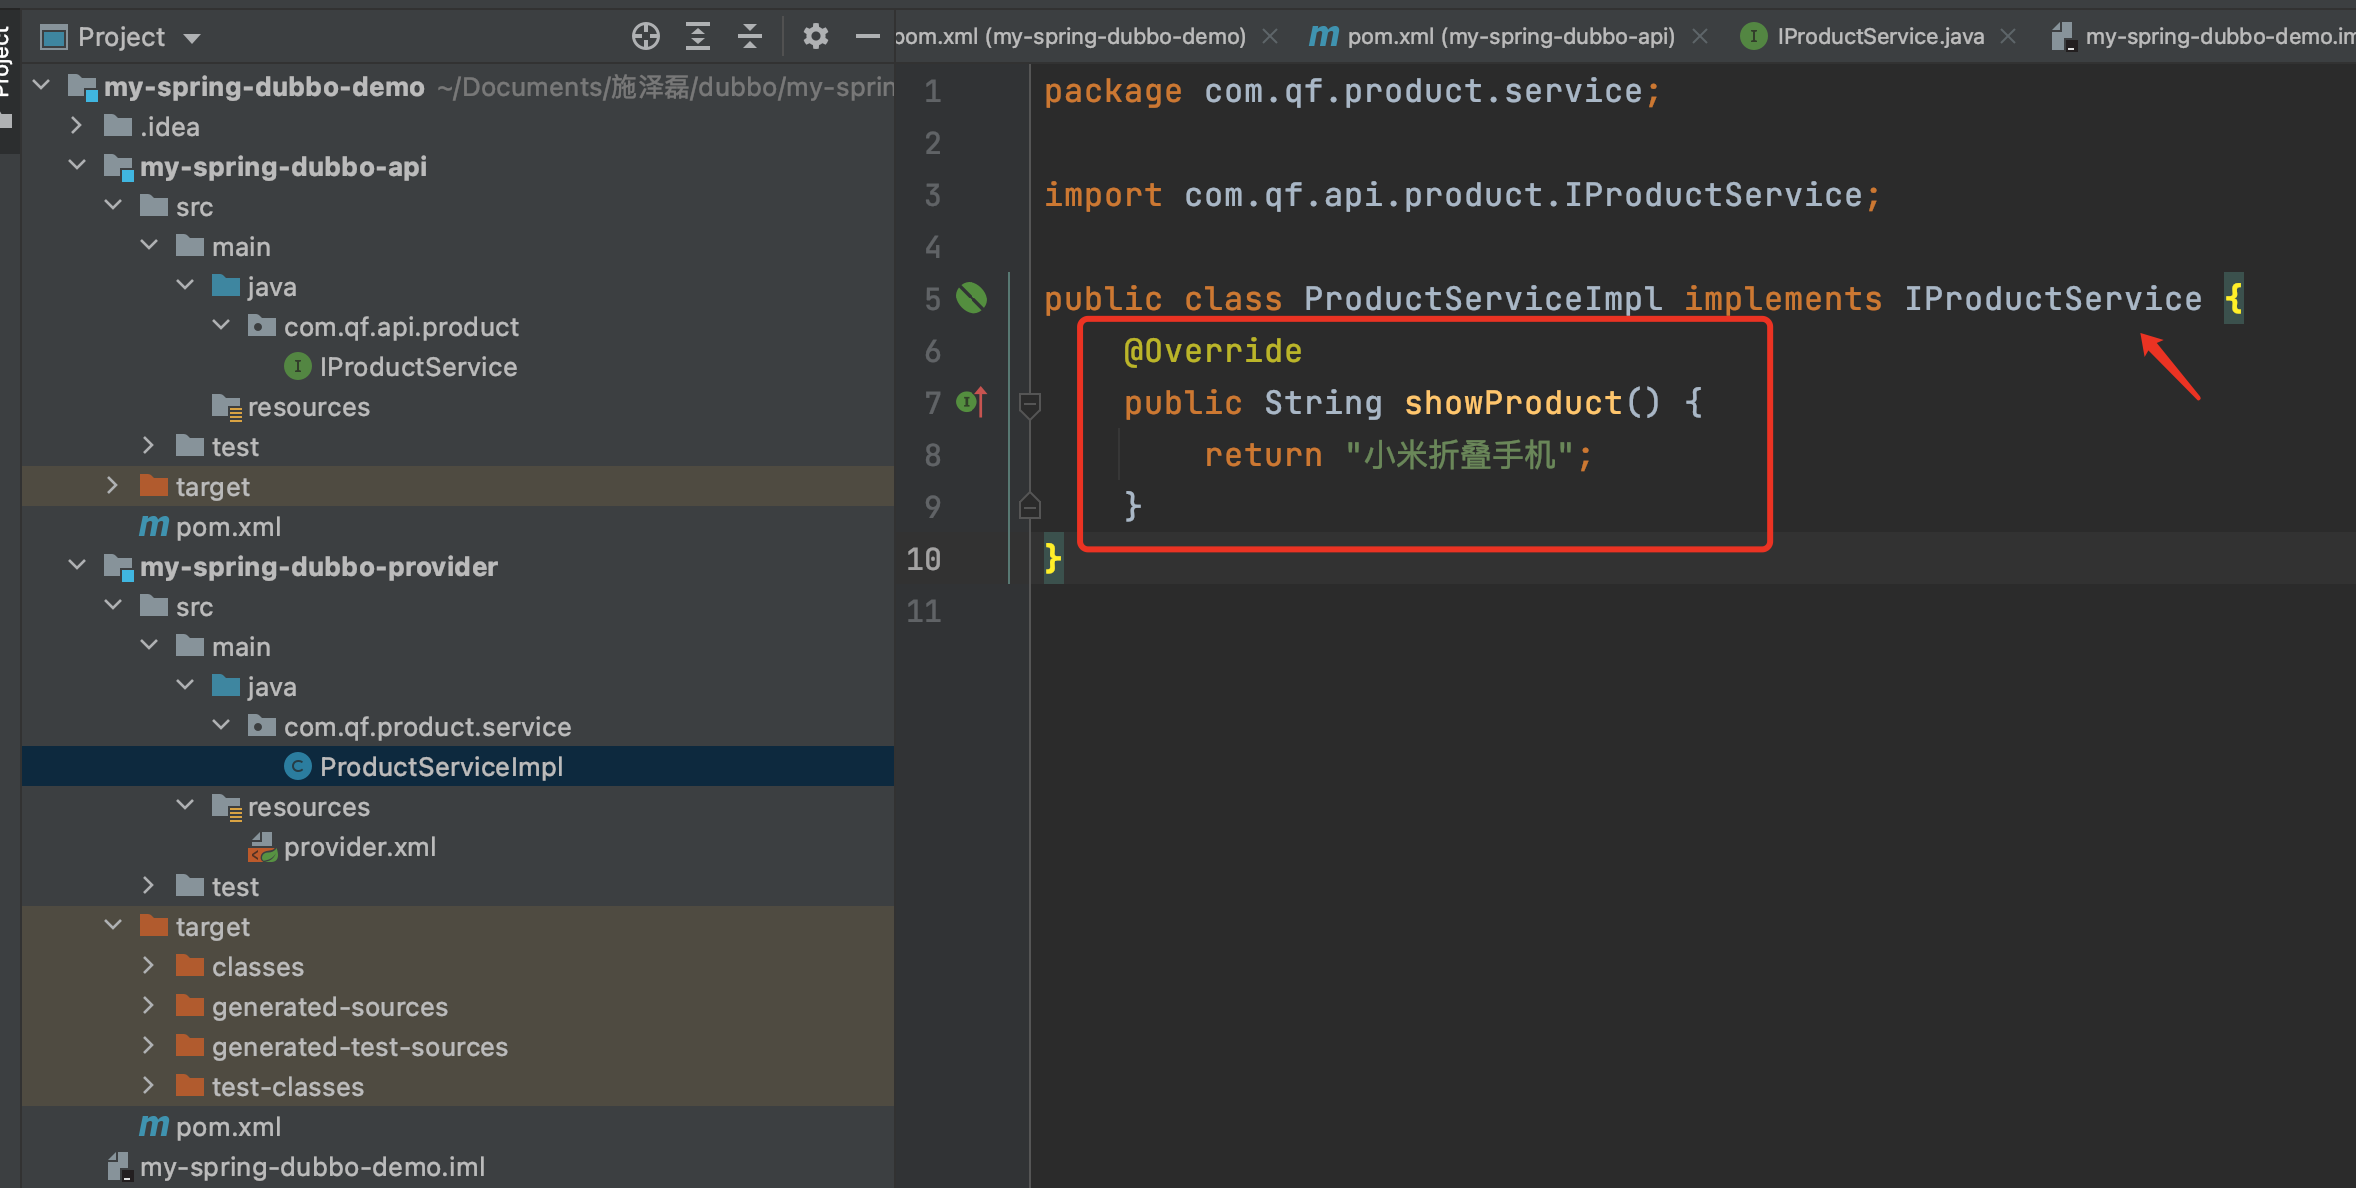 Project
Project
my-spring-dubbo-demo ~/Documents/施泽磊/dubbo/my-sprin
.idea
my-spring-dubbo-api
src
main
java
com.qf.api.product
IProductService
resources
test
target
pom.xml
my-spring-dubbo-provider
src
main
java
com.qf.product.service
ProductServiceImpl
resources
provider.xml
test
target
classes
generated-sources
generated-test-sources
test-classes
pom.xml
my-spring-dubbo-demo.iml
pom.xml (my-spring-dubbo-demo)
pom.xml (my-spring-dubbo-api)
IProductService.java
my-spring-dubbo-demo.im
1 package com.qf.product.service;
2
3 import com.qf.api.product.IProductService;
4
5 public class ProductServiceImpl implements IProductService {
6 @Override
7 public String showProduct() {
8 return "小米折叠手机";
9 }
10 }
11